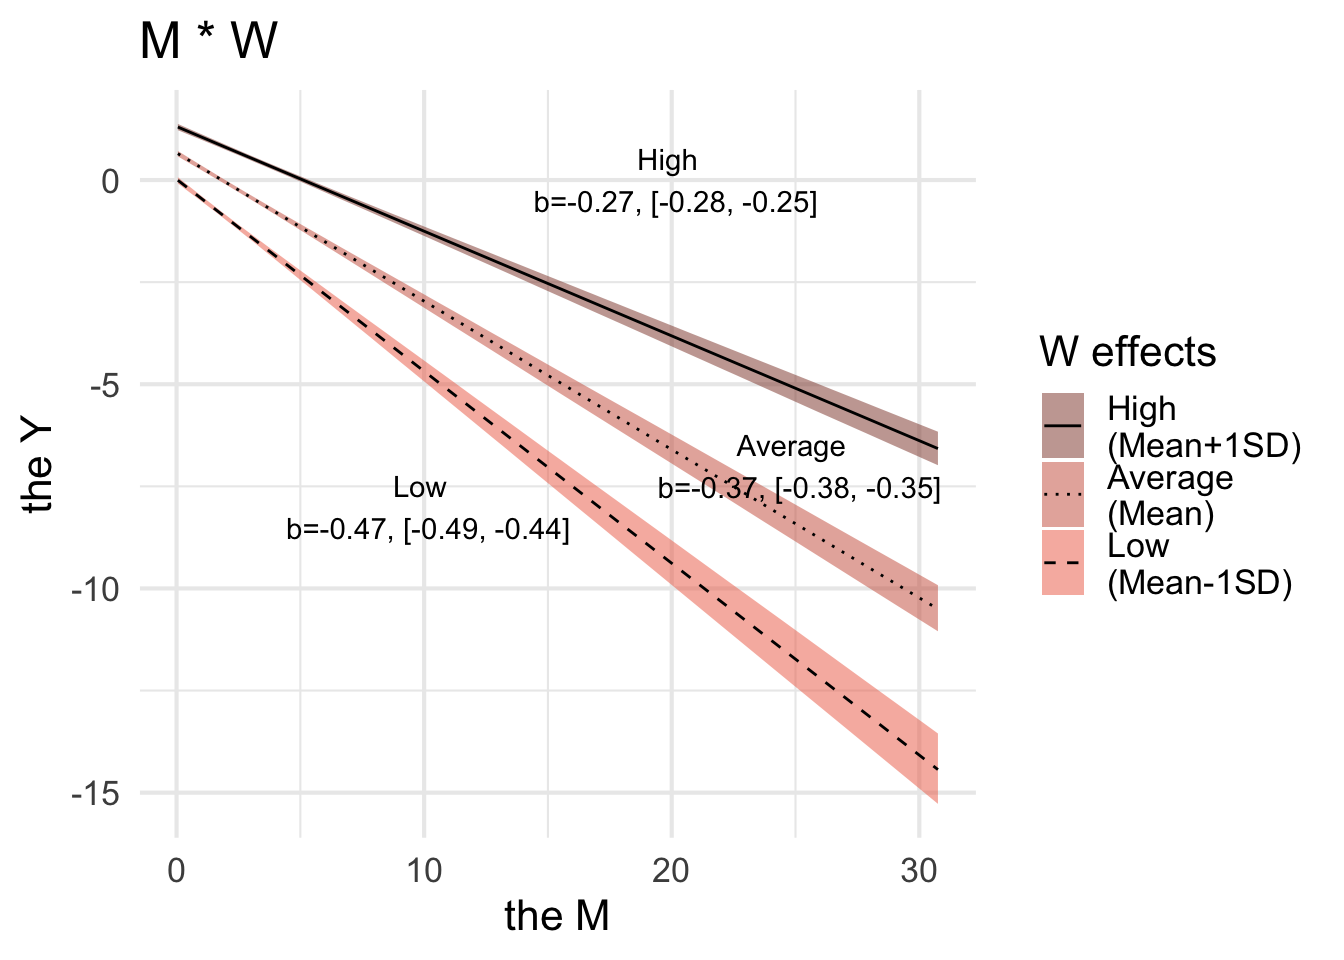 M * W
the Y
0
-5
-10
-15
High
b=-0.27, [-0.28, -0.25]
Average
b=-0.37, [-0.38, -0.35]
Low
b=-0.47, [-0.49, -0.44]
0
10
20
30
the M
W effects
High
(Mean+1SD)
Average
(Mean)
Low
(Mean-1SD)